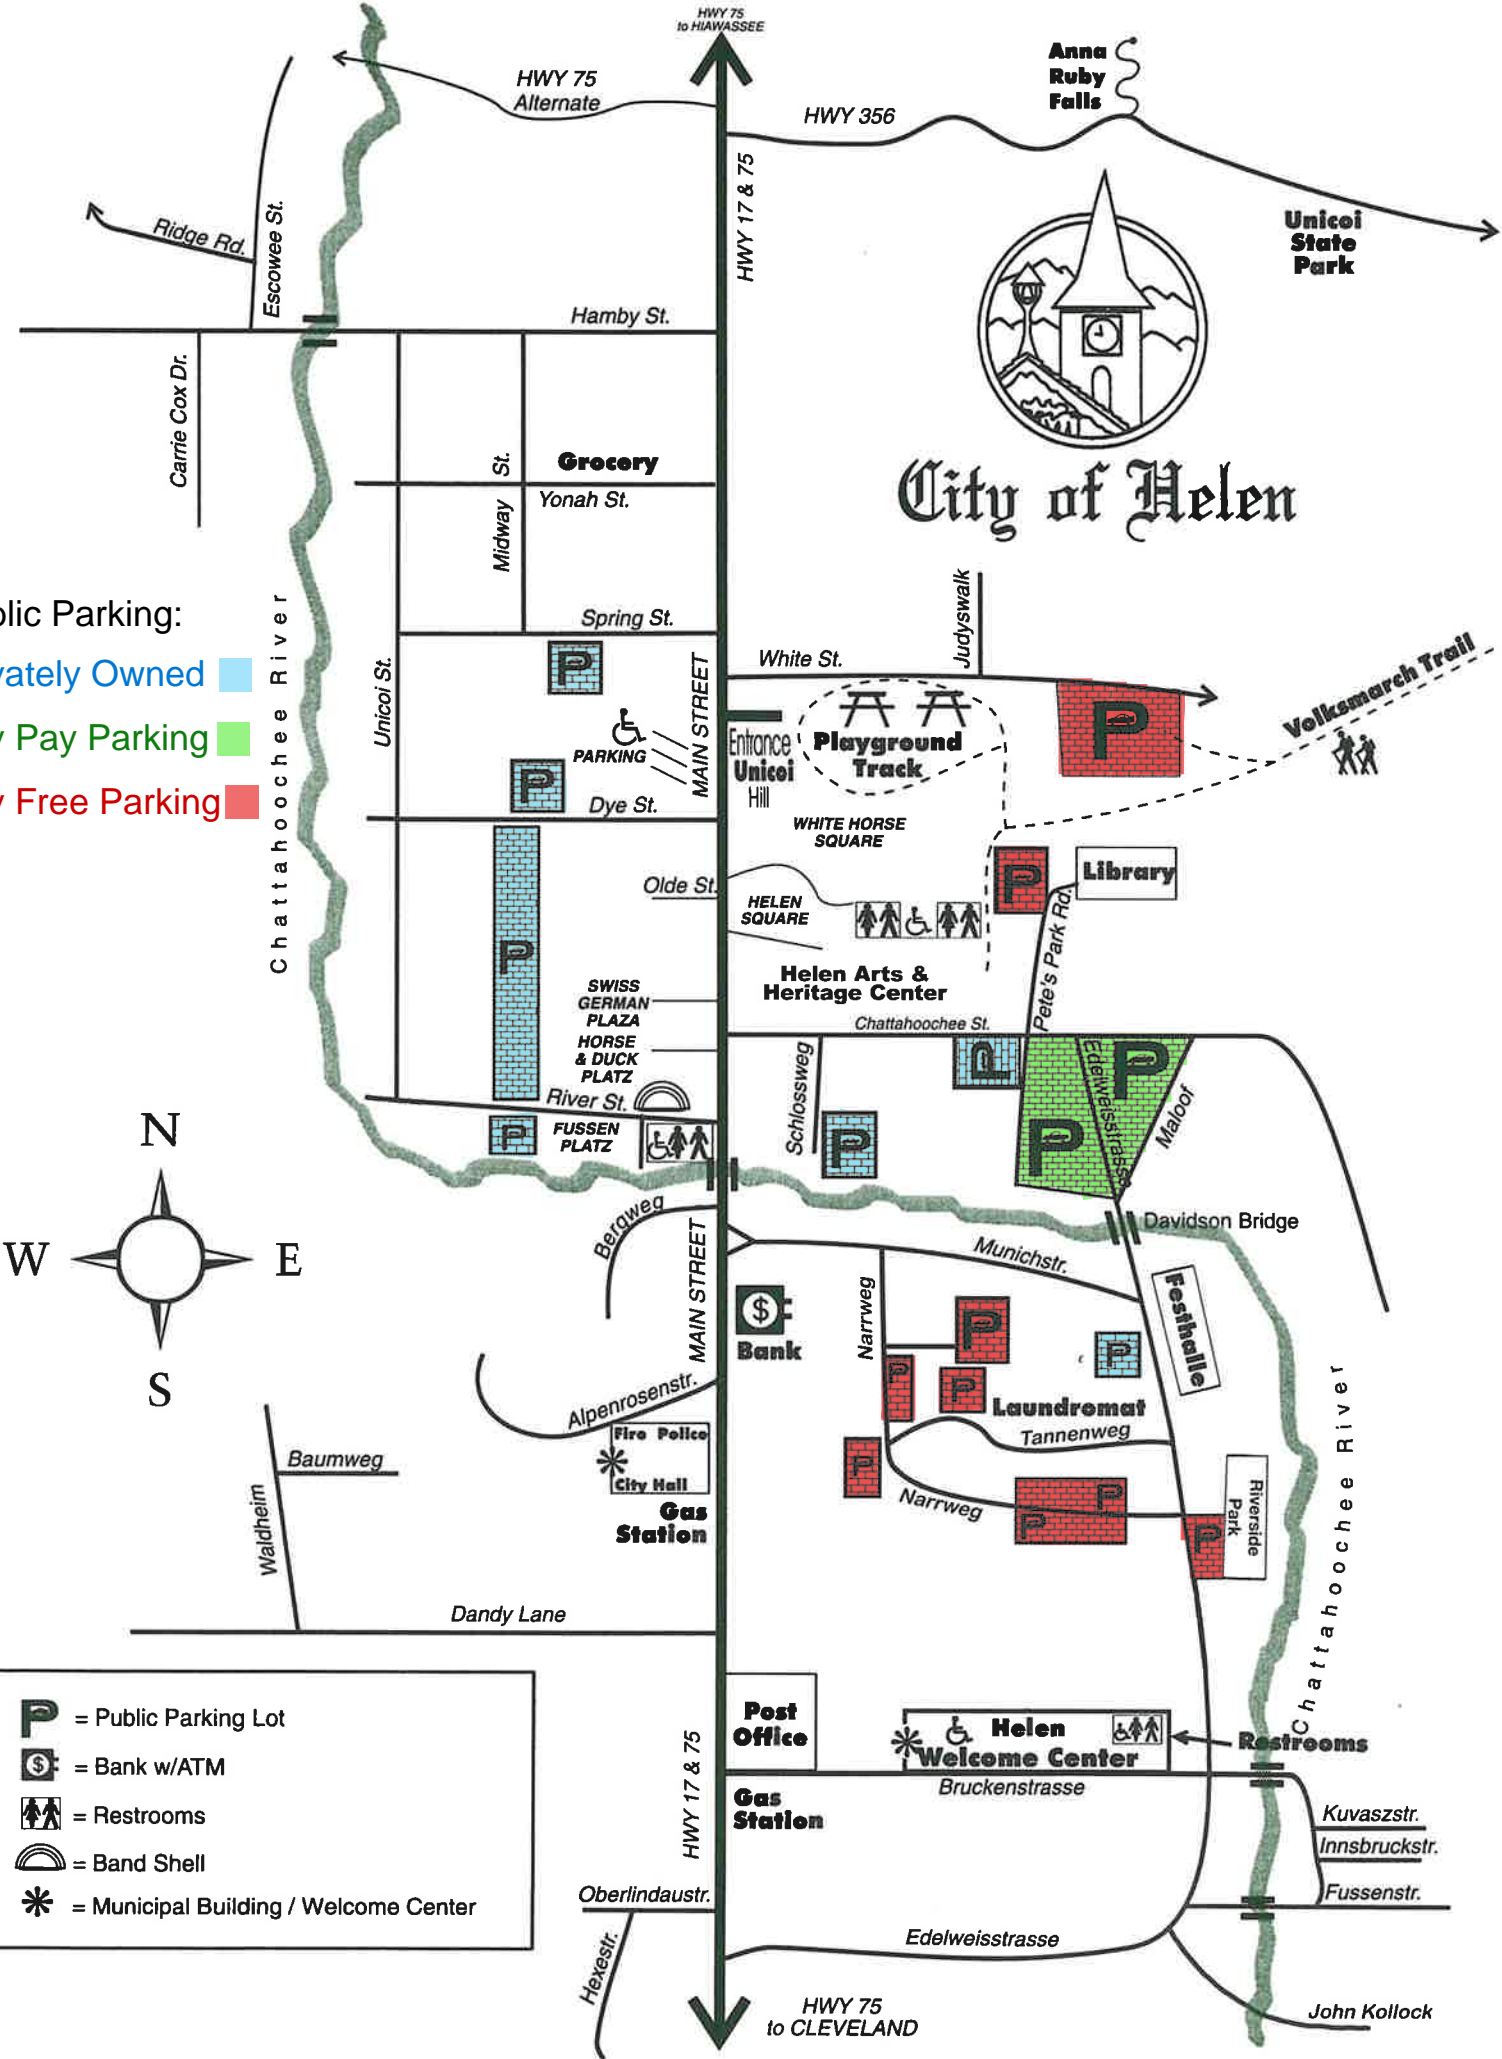 HWY 75
to HIAWASSEE
Anna
Ruby
Falls
HWY 75
Alternate
HWY 356
HWY 17 & 75
Unicoi
State
Park
Ridge Rd.
Escowee St.
Hamby St.
Carrie Cox Dr.
Midway St.
Grocery
Yonah St.
City of Helen
Judyswalk
Spring St.
White St.
Volksmarch Trail
olic Parking:
vately Owned
y Pay Parking
y Free Parking
Chattahoochee River
Unicoi St.
P
P
MAIN STREET
PARKING
Entrance
Unicoi
Hill
Playground
Track
P
Dye St.
WHITE HORSE
SQUARE
P
Library
Olde St.
HELEN
SQUARE
Pete's Park Rd.
P
Helen Arts &
Heritage Center
SWISS
GERMAN
PLAZA
Chattahoochee St.
HORSE
& DUCK
PLATZ
Schlossweg
P
P
Edelweisstrasse
Maloof
River St.
P
P
P
FUSSEN
PLATZ
N
W
E
S
Bergweg
MAIN STREET
Davidson Bridge
Munichstr.
Festhalle
$
Bank
Narrweg
P
P
P
P
Laundromat
Alpenrosenstr.
Tannenweg
Fire Police
City Hall
Gas
Station
Baumweg
Waldheim
P
Narrweg
P
P
P
Riverside
Park
Chattahoochee River
Dandy Lane
P = Public Parking Lot
$ = Bank w/ATM
= Restrooms
= Band Shell
= Municipal Building / Welcome Center
Post
Office
Helen
Welcome Center
Restrooms
HWY 17 & 75
Gas
Station
Bruckenstrasse
Kuvaszstr.
Innsbruckstr.
Fussenstr.
Oberlindaustr.
Hexestr.
Edelweisstrasse
John Kollock
HWY 75
to CLEVELAND